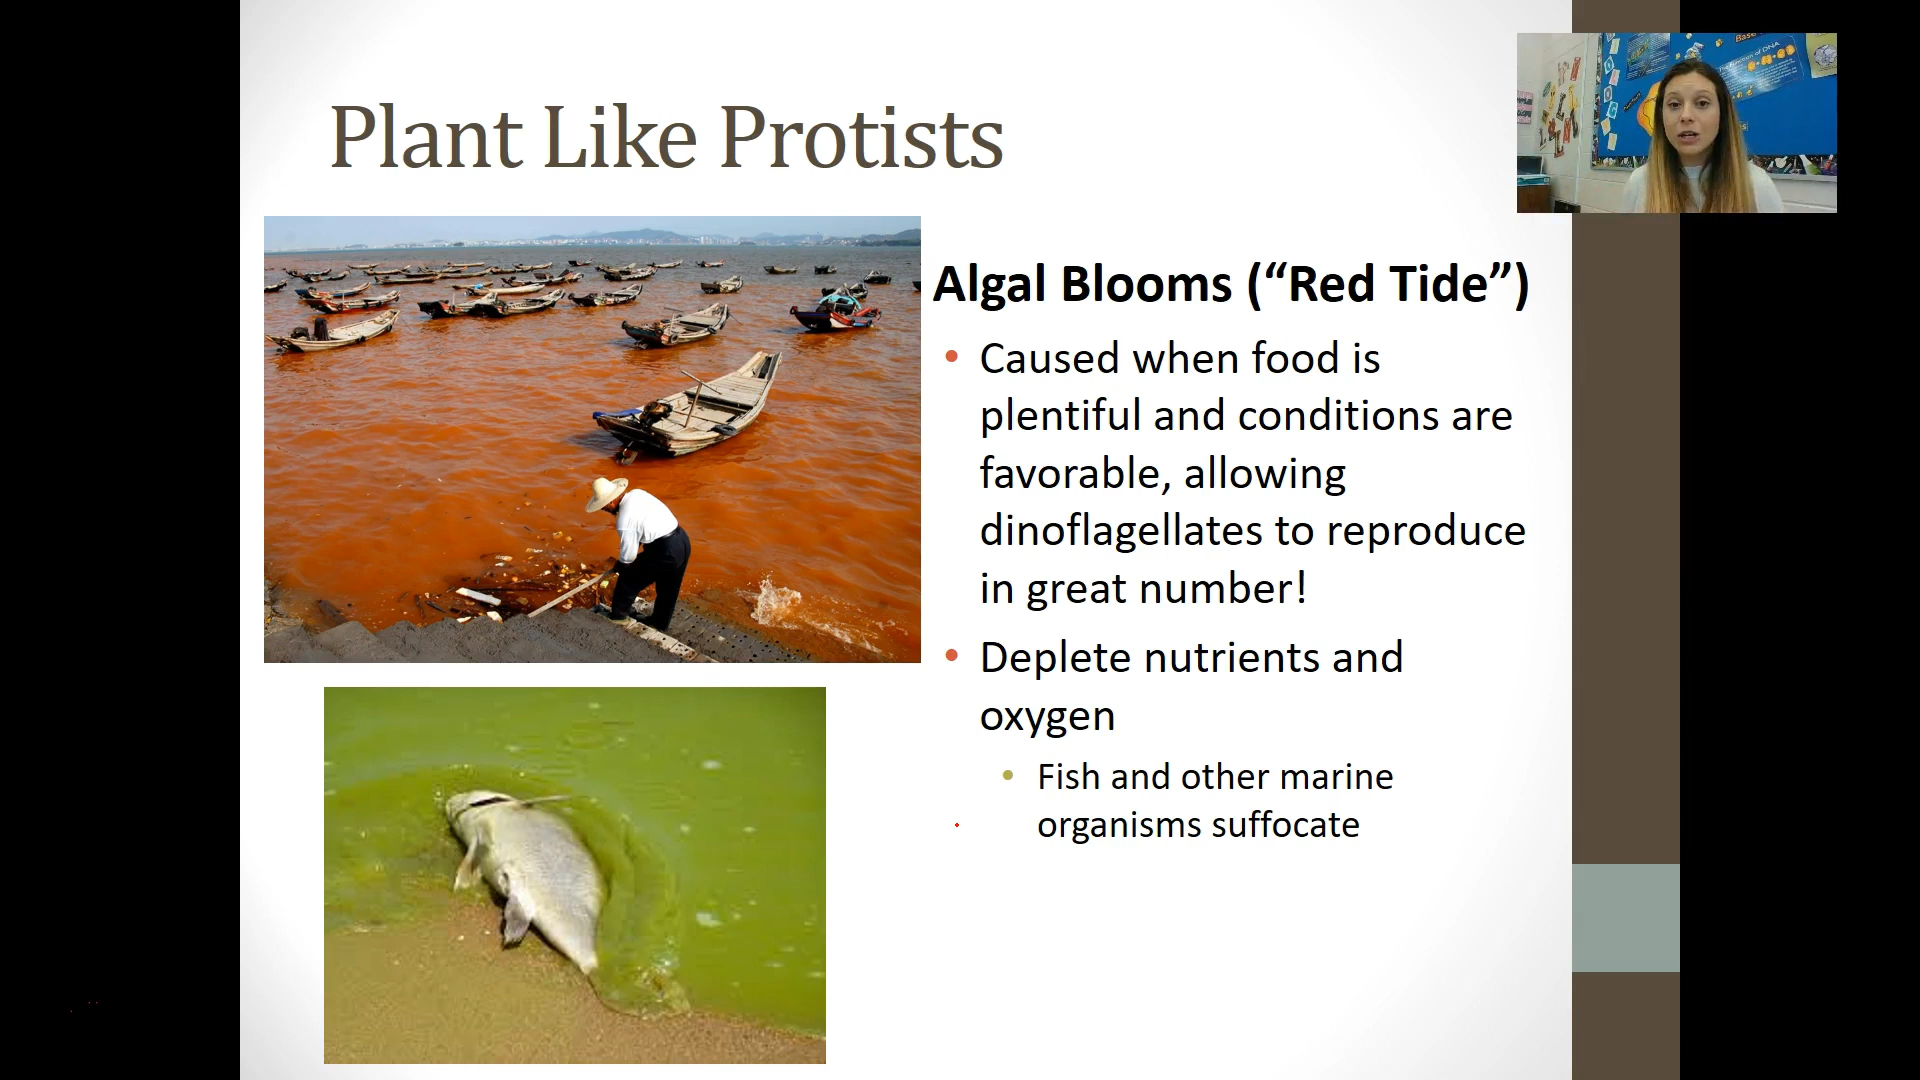 Plant Like Protists
Algal Blooms (“Red Tide”)
Caused when food is
plentiful and conditions are
favorable, allowing
dinoflagellates to reproduce
in great number!
Deplete nutrients and
oxygen
Fish and other marine
organisms suffocate